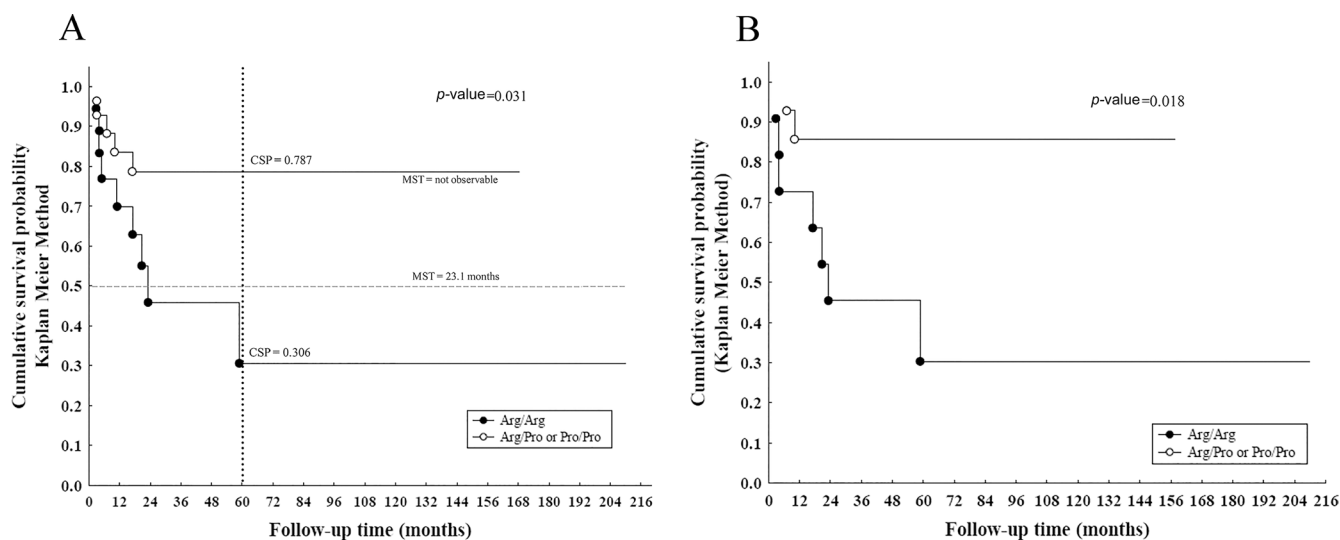 A
Cumulative survival probability
Kaplan Meier Method
1.0
0.9
0.8
0.7
0.6
0.5
0.4
0.3
0.2
0.1
0.0
p-value=0.031
CSP = 0.787
MST = not observable
MST = 23.1 months
CSP = 0.306
Arg/Arg
Arg/Pro or Pro/Pro
0 12 24 36 48 60 72 84 96 108 120 132 144 156 168 180 192 204 216
Follow-up time (months)
B
Cumulative survival probability
(Kaplan Meier Method)
1.0
0.9
0.8
0.7
0.6
0.5
0.4
0.3
0.2
0.1
0.0
p-value=0.018
Arg/Arg
Arg/Pro or Pro/Pro
0 12 24 36 48 60 72 84 96 108 120 132 144 156 168 180 192 204 216
Follow-up time (months)